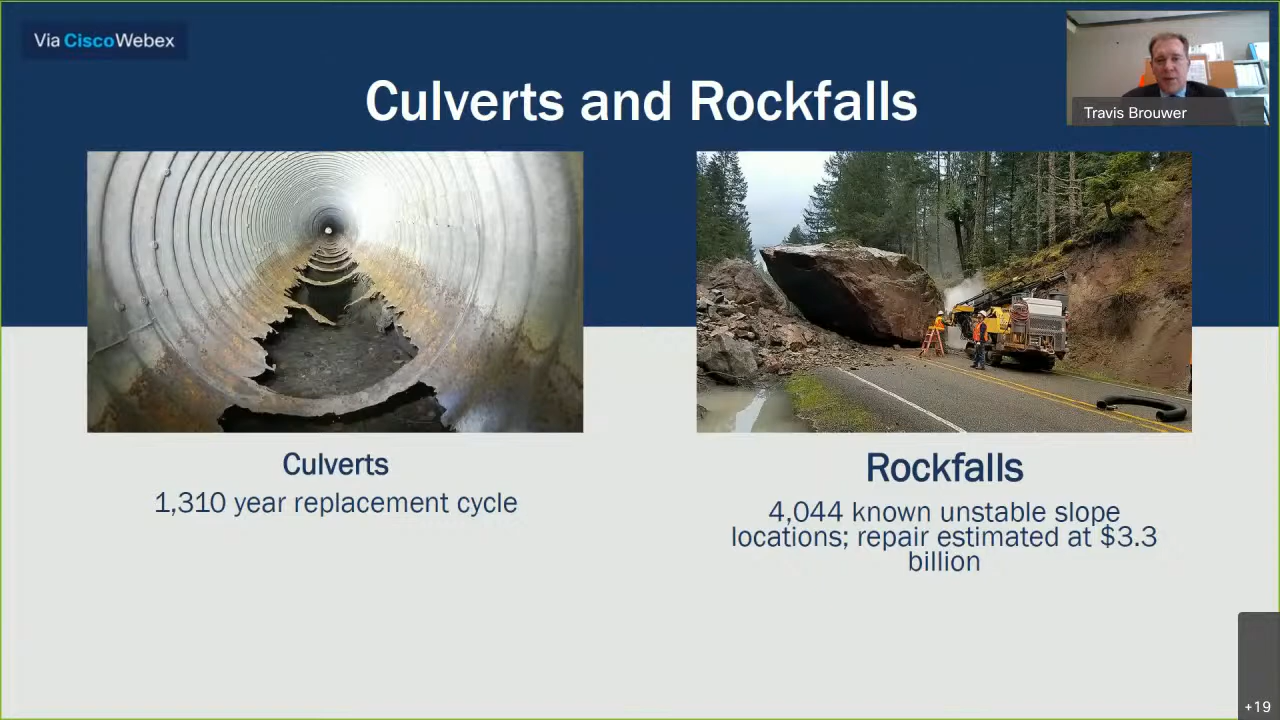 Via CiscoWebex
Culverts and Rockfalls
Travis Brouwer
Culverts
1,310 year replacement cycle
Rockfalls
4,044 known unstable slope
locations; repair estimated at $3.3
billion
+19